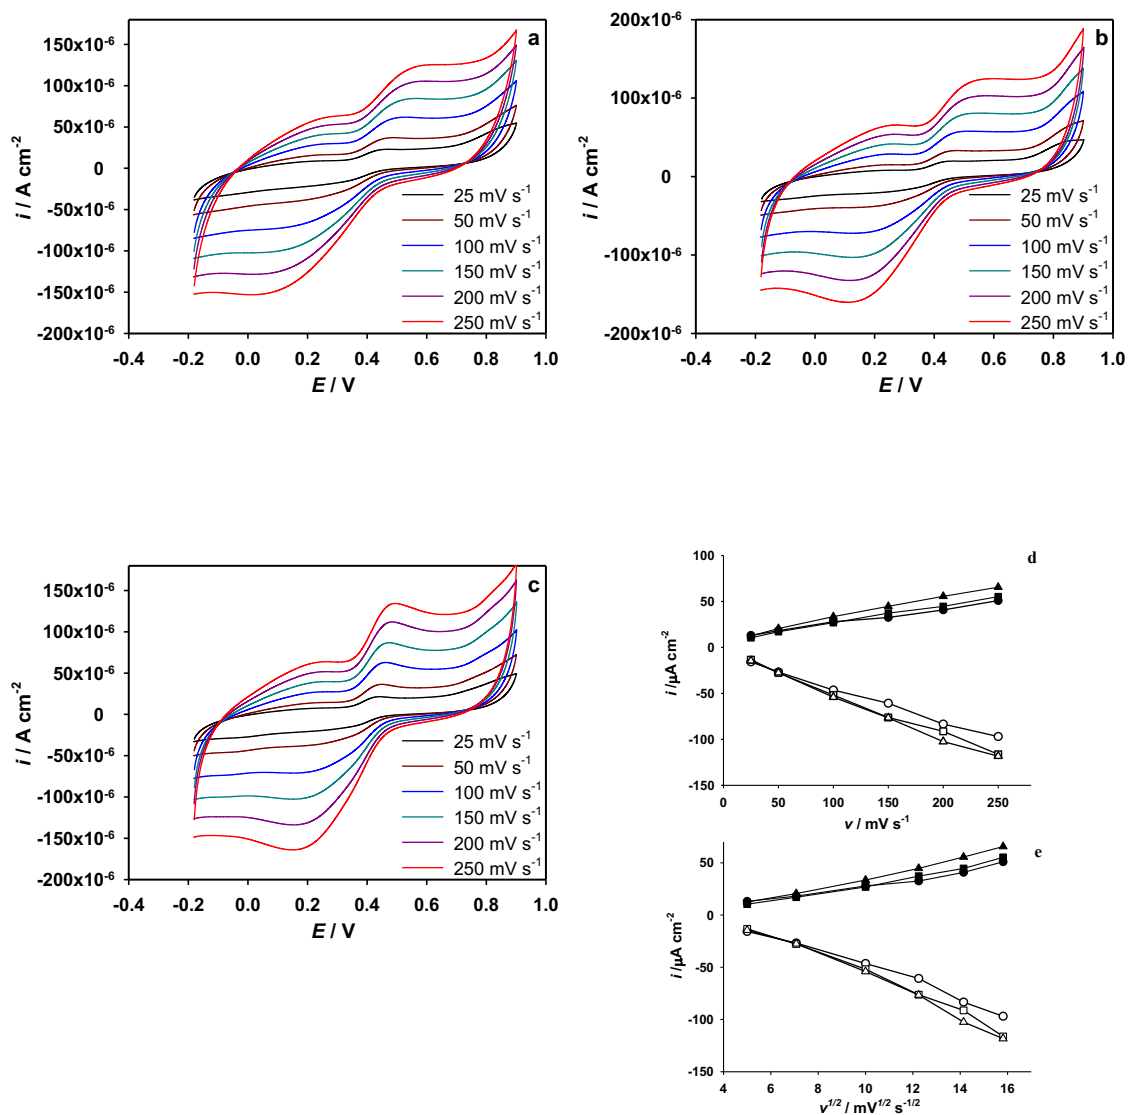 a
150x10-6
100x10-6
50x10-6
0
-50x10-6
-100x10-6
-150x10-6
-200x10-6
i / A cm-2
25 mV s-1
50 mV s-1
100 mV s-1
150 mV s-1
200 mV s-1
250 mV s-1
-0.4 -0.2 0.0 0.2 0.4 0.6 0.8 1.0
E / V
b
200x10-6
100x10-6
0
-100x10-6
-200x10-6
i / A cm-2
25 mV s-1
50 mV s-1
100 mV s-1
150 mV s-1
200 mV s-1
250 mV s-1
-0.4 -0.2 0.0 0.2 0.4 0.6 0.8 1.0
E / V
c
150x10-6
100x10-6
50x10-6
0
-50x10-6
-100x10-6
-150x10-6
-200x10-6
i / A cm-2
25 mV s-1
50 mV s-1
100 mV s-1
150 mV s-1
200 mV s-1
250 mV s-1
-0.4 -0.2 0.0 0.2 0.4 0.6 0.8 1.0
E / V
d
100
50
0
-50
-100
-150
i /µA cm-2
0 50 100 150 200 250
v / mV s-1
e
50
0
-50
-100
-150
i /µA cm-2
4 6 8 10 12 14 16
v1/2 / mV1/2 s-1/2